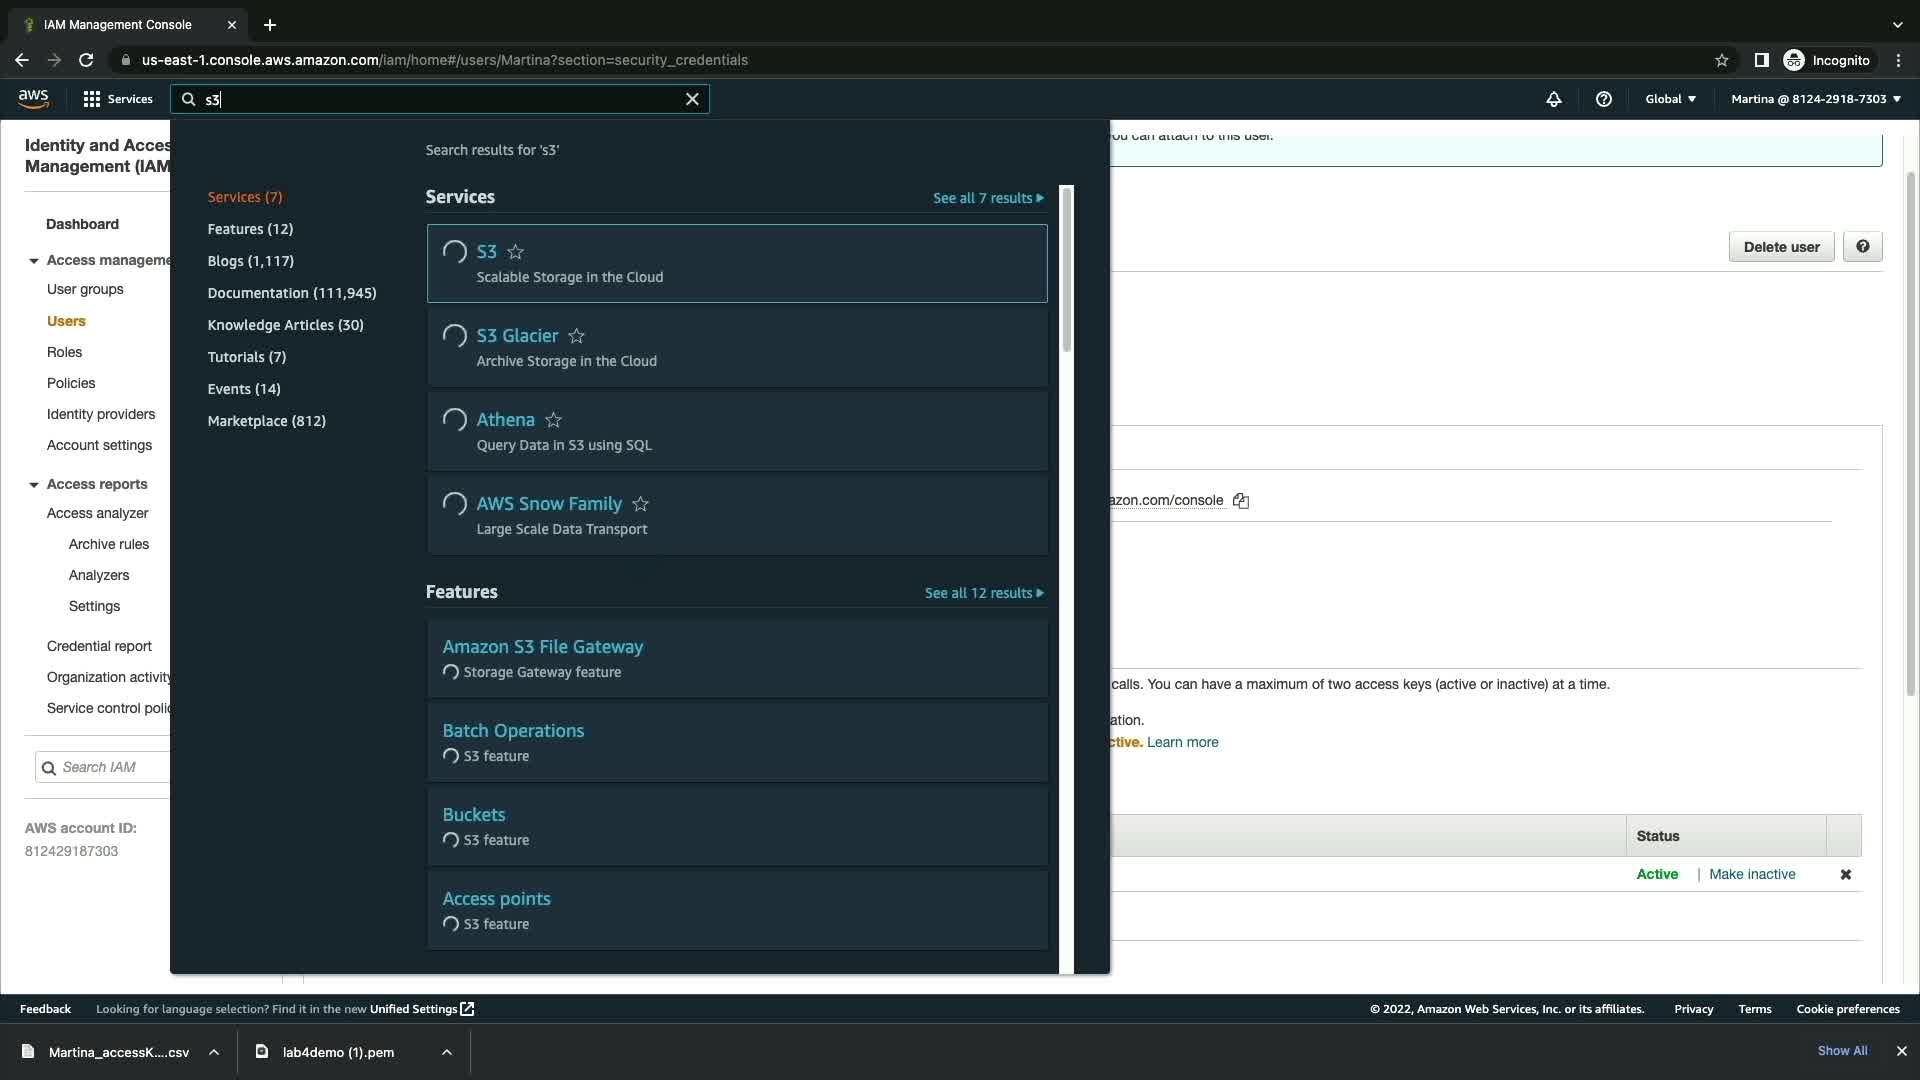 IAM Management Console
us-east-1.console.aws.amazon.com/iam/home#/users/Martina?section=security_credentials
Incognito
aws
Services
s3
Global
Martina @ 8124-2918-7303
Identity and Acces
Management (IAM
Dashboard
Access manageme
User groups
Users
Roles
Policies
Identity providers
Account settings
Access reports
Access analyzer
Archive rules
Analyzers
Settings
Credential report
Organization activity
Service control polic
Search IAM
AWS account ID:
812429187303
Search results for 's3'
Services (7)
Features (12)
Blogs (1,117)
Documentation (111,945)
Knowledge Articles (30)
Tutorials (7)
Events (14)
Marketplace (812)
Services
See all 7 results
S3
Scalable Storage in the Cloud
S3 Glacier
Archive Storage in the Cloud
Athena
Query Data in S3 using SQL
AWS Snow Family
Large Scale Data Transport
Features
See all 12 results
Amazon S3 File Gateway
Storage Gateway feature
Batch Operations
S3 feature
Buckets
S3 feature
Access points
S3 feature
you can attach to this user.
Delete user
azon.com/console
calls. You can have a maximum of two access keys (active or inactive) at a time.
ation.
ctive. Learn more
Status
Active | Make inactive
Feedback
Looking for language selection? Find it in the new Unified Settings
© 2022, Amazon Web Services, Inc. or its affiliates.
Privacy
Terms
Cookie preferences
Martina_accessK....csv
lab4demo (1).pem
Show All